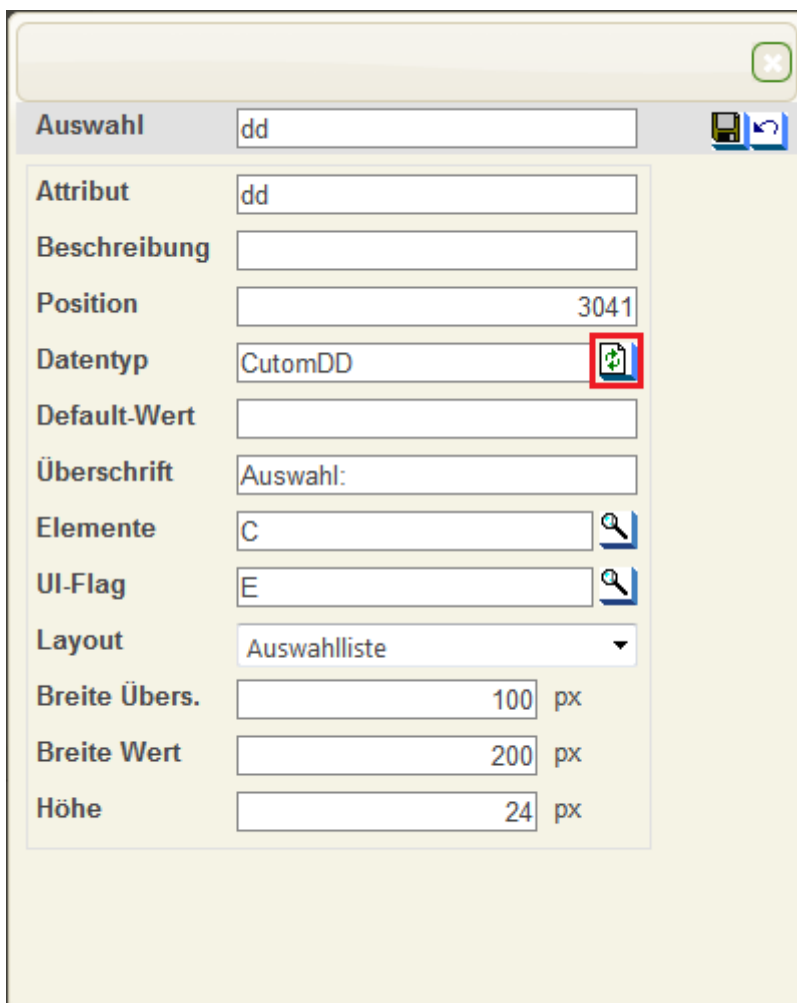 Auswahl dd
Attribut dd
Beschreibung
Position 3041
Datentyp CutomDD
Default-Wert
Überschrift Auswahl:
Elemente C
UI-Flag E
Layout Auswahlliste
Breite Übers. 100 px
Breite Wert 200 px
Höhe 24 px